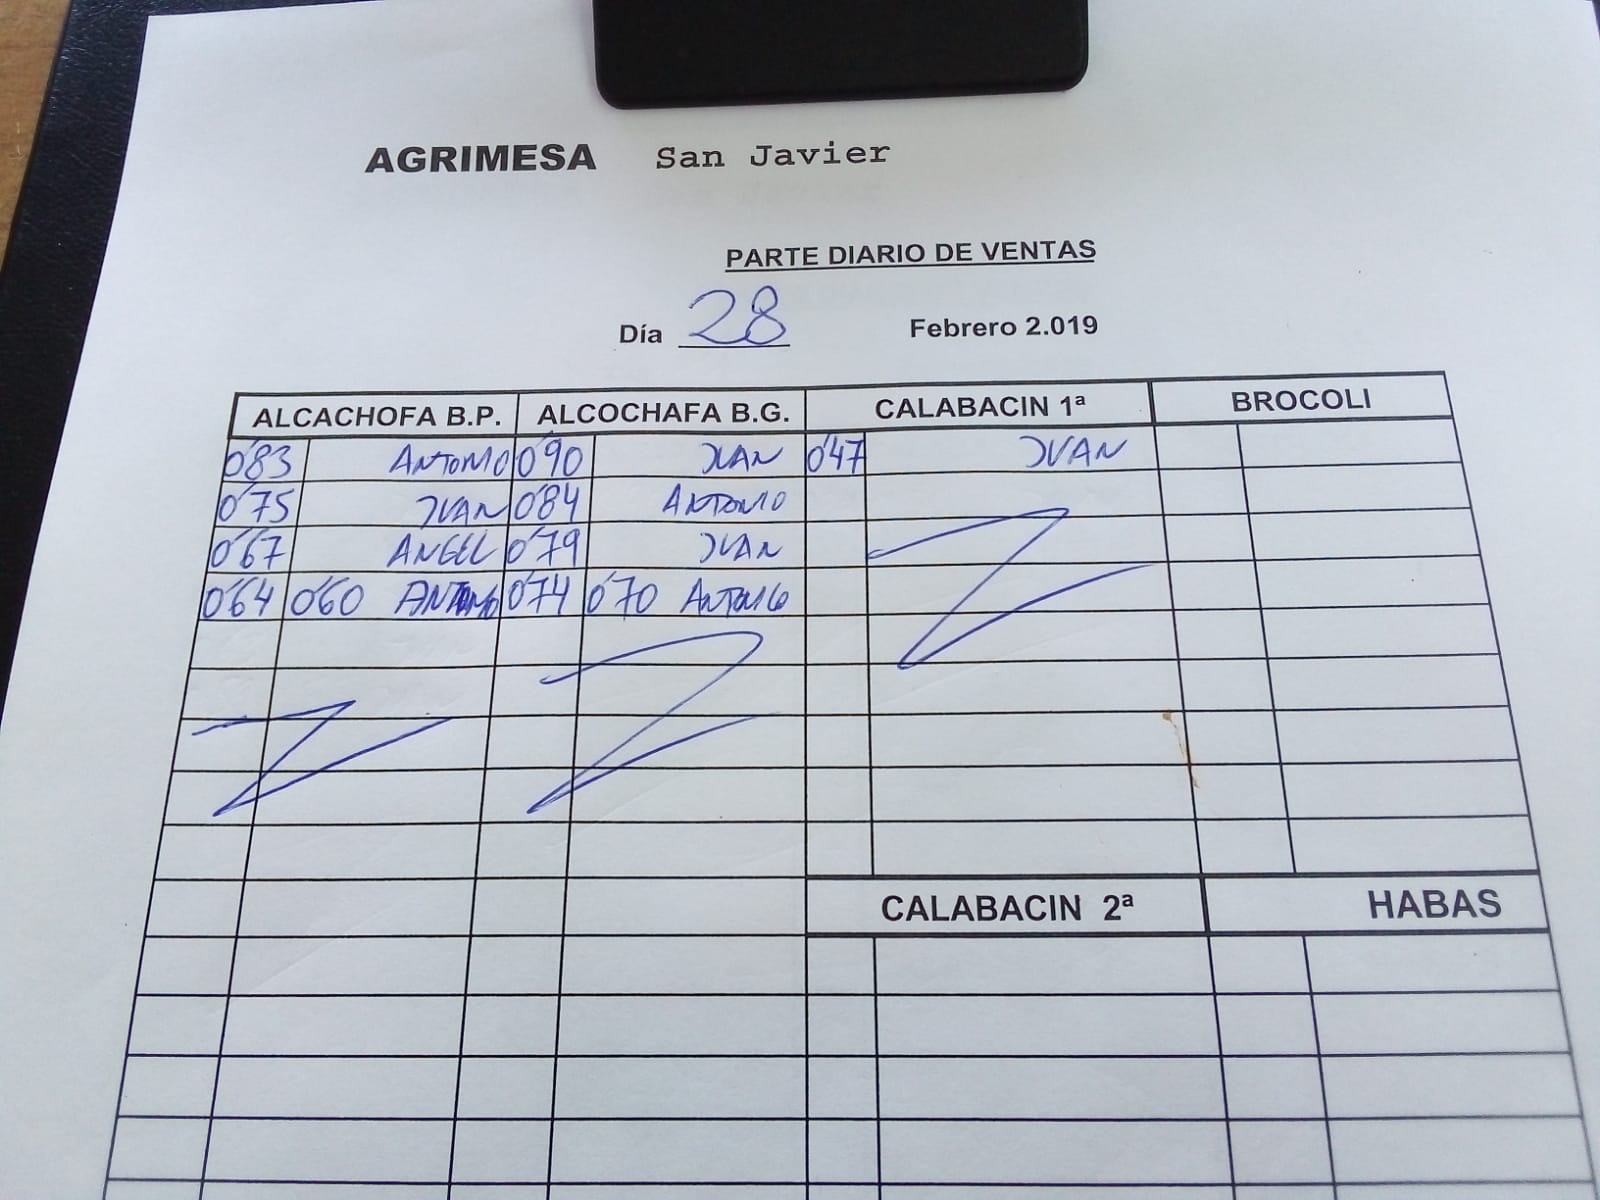 AGRIMESA San Javier
PARTE DIARIO DE VENTAS
Día 28 Febrero 2.019
ALCACHOFA B.P. ALCOCHAFA B.G. CALABACIN 1ª BROCOLI
0'83 ANTONIO 0'90 JUAN 0'47 JUAN
0'75 JUAN 0'84 ANTONIO
0'67 ANGEL 0'79 JUAN
0'64 0'60 ANTONIO 0'74 0'70 ANTONIO
CALABACIN 2ª HABAS